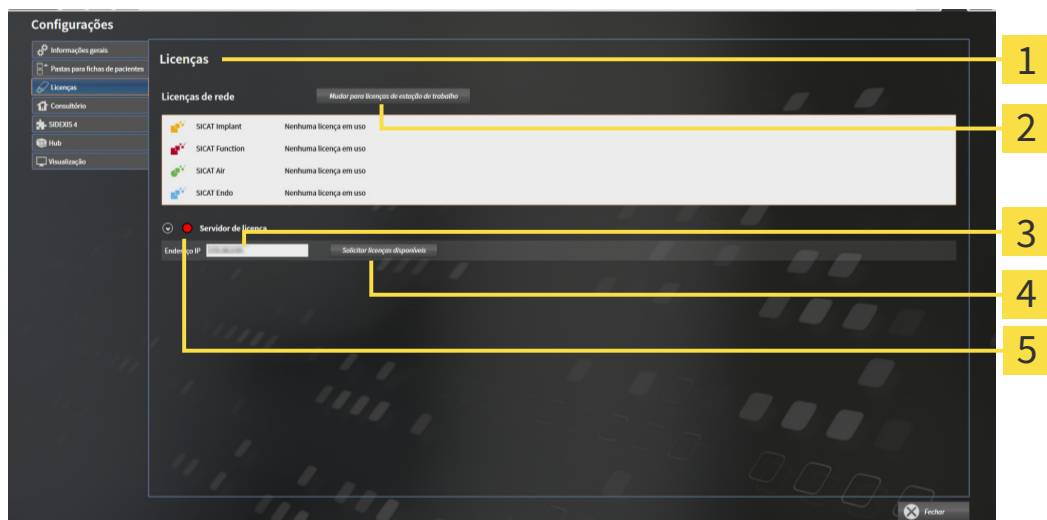 Configurações
Informações gerais
Pastas para fichas de pacientes
Licenças
Consultório
SIDEXIS 4
Hub
Visualização
Licenças
Licenças de rede
Mudar para licenças de estação de trabalho
SICAT Implant Nenhuma licença em uso
SICAT Function Nenhuma licença em uso
SICAT Air Nenhuma licença em uso
SICAT Endo Nenhuma licença em uso
Servidor de licença
Endereço IP
Solicitar licenças disponíveis
Fechar
1
2
3
4
5